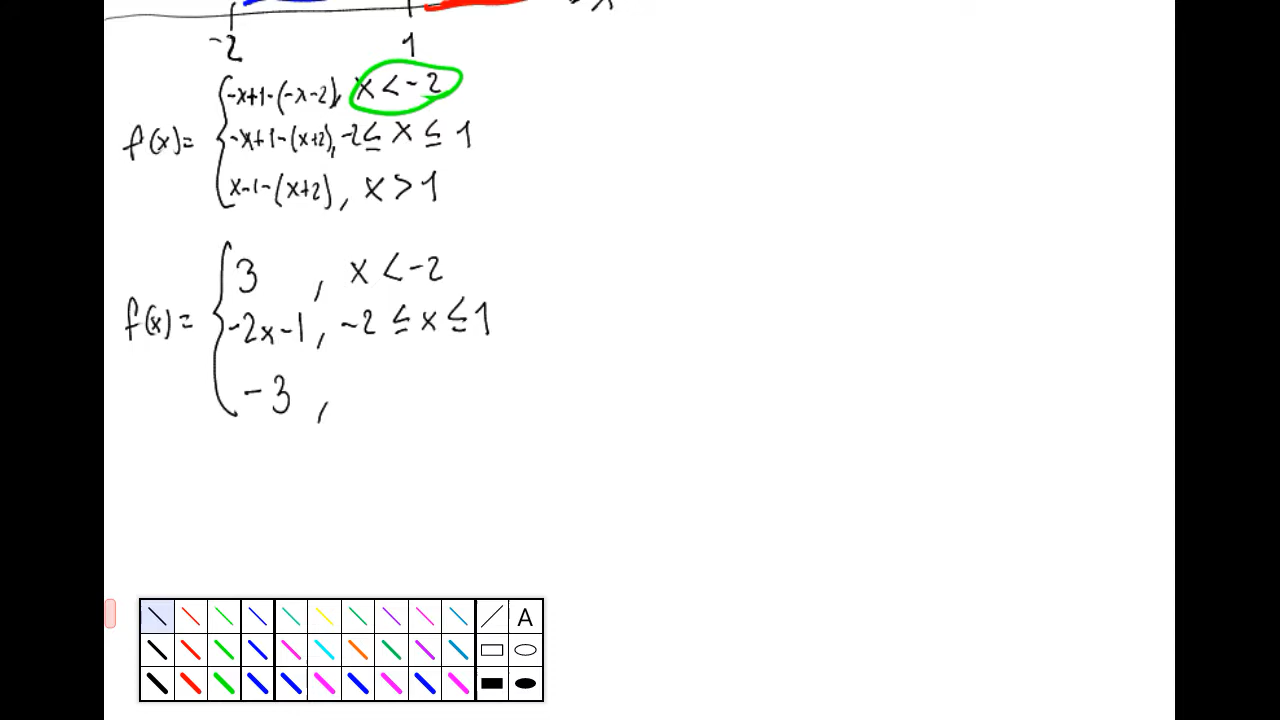 -2 1
f(x)= { -x+1-(-x-2), x < -2
-x+1-(x+2), -2 ≤ x ≤ 1
x-1-(x+2), x > 1
f(x)= { 3 , x < -2
-2x-1, -2 ≤ x ≤ 1
-3 ,
A